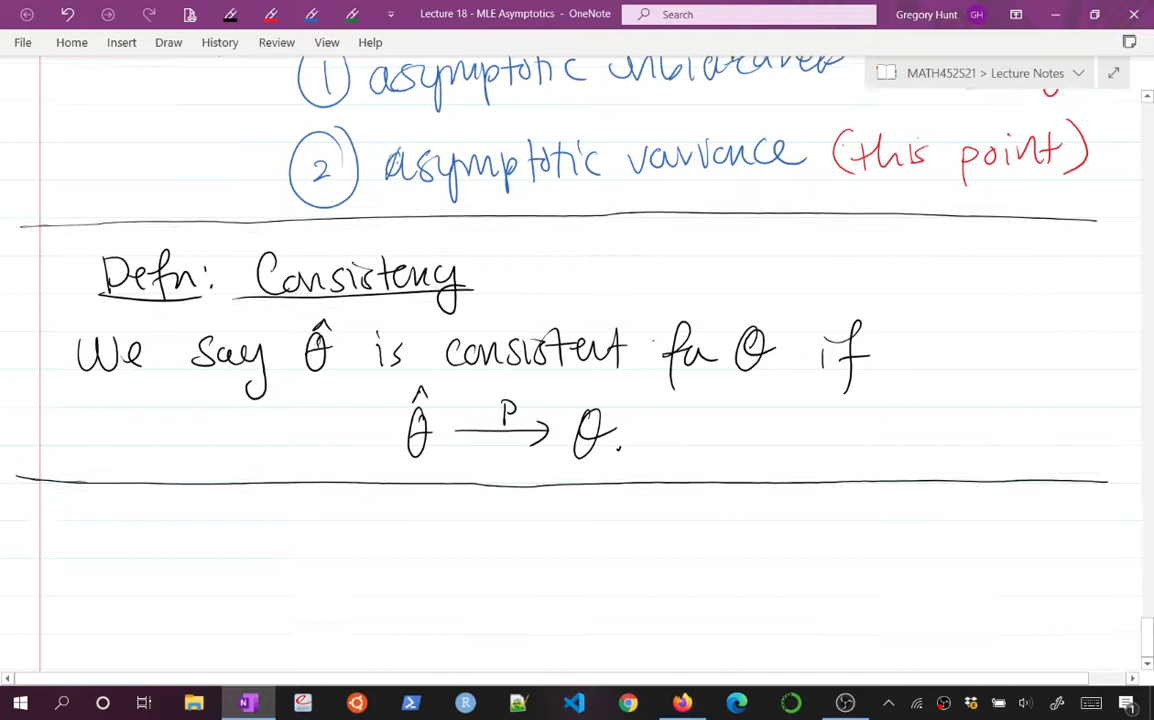 Lecture 18 - MLE Asymptotics - OneNote
Search
Gregory Hunt GH
File Home Insert Draw History Review View Help
MATH452S21 > Lecture Notes
1 asymptotic
2 asymptotic variance (this point)
Defn: Consistency
We say θ̂ is consistent for θ if
θ̂ →ᵖ θ.